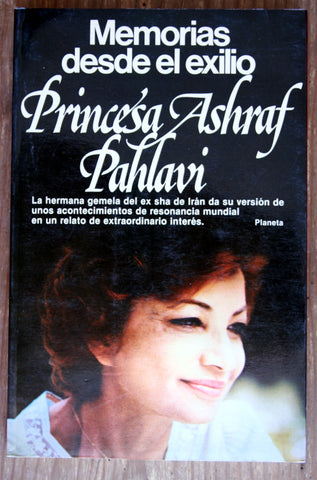 Memorias
desde el exilio
Princesa Ashraf
Pahlavi
La hermana gemela del ex sha de Irán da su versión de
unos acontecimientos de resonancia mundial
en un relato de extraordinario interés.
Planeta